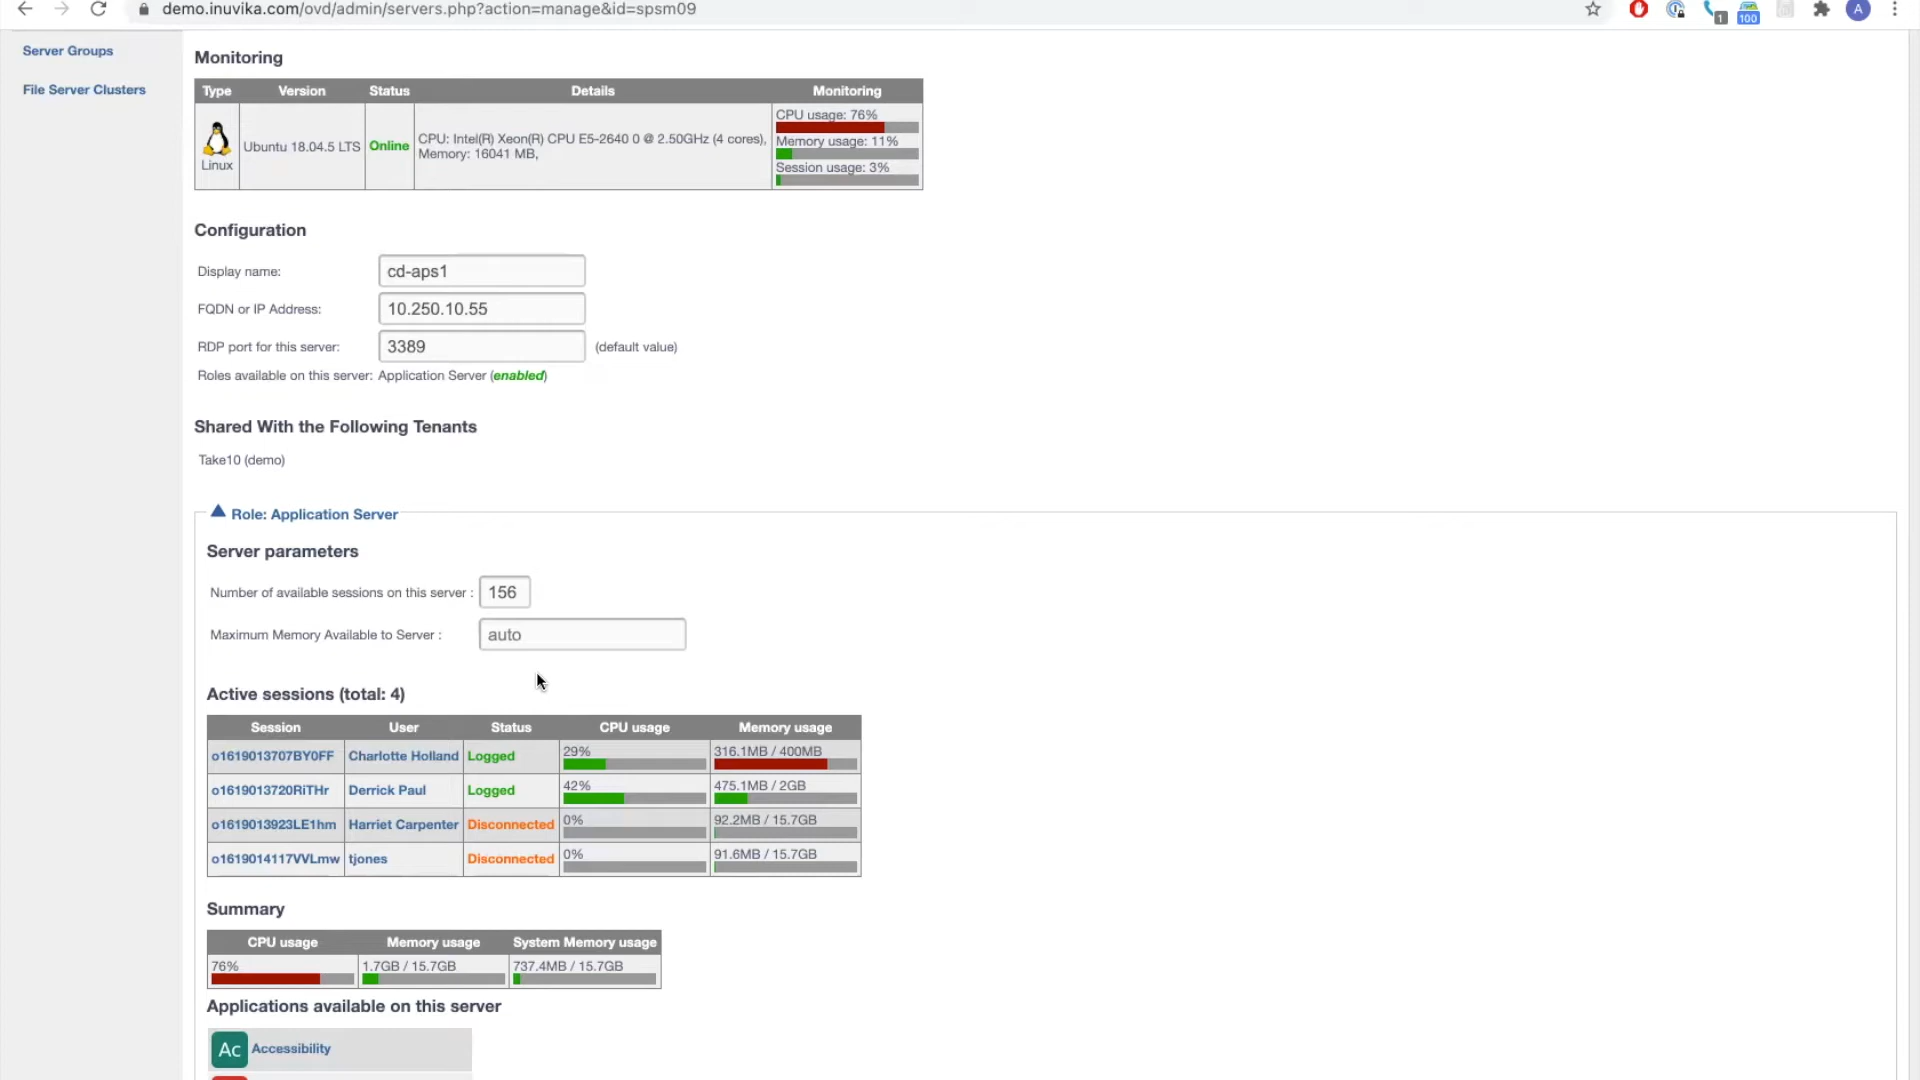 demo.inuvika.com/ovd/admin/servers.php?action=manage&id=spsm09
1
100
A
Server Groups
File Server Clusters
Monitoring
Type Version Status Details Monitoring
Linux
Ubuntu 18.04.5 LTS
Online
CPU: Intel(R) Xeon(R) CPU E5-2640 0 @ 2.50GHz (4 cores),
Memory: 16041 MB,
CPU usage: 76%
Memory usage: 11%
Session usage: 3%
Configuration
Display name: cd-aps1
FQDN or IP Address: 10.250.10.55
RDP port for this server: 3389 (default value)
Roles available on this server: Application Server (enabled)
Shared With the Following Tenants
Take10 (demo)
Role: Application Server
Server parameters
Number of available sessions on this server : 156
Maximum Memory Available to Server : auto
Active sessions (total: 4)
Session User Status CPU usage Memory usage
o1619013707BY0FF Charlotte Holland Logged 29% 316.1MB / 400MB
o1619013720RiTHr Derrick Paul Logged 42% 475.1MB / 2GB
o1619013923LE1hm Harriet Carpenter Disconnected 0% 92.2MB / 15.7GB
o1619014117VVLmw tjones Disconnected 0% 91.6MB / 15.7GB
Summary
CPU usage Memory usage System Memory usage
76% 1.7GB / 15.7GB 737.4MB / 15.7GB
Applications available on this server
Ac Accessibility